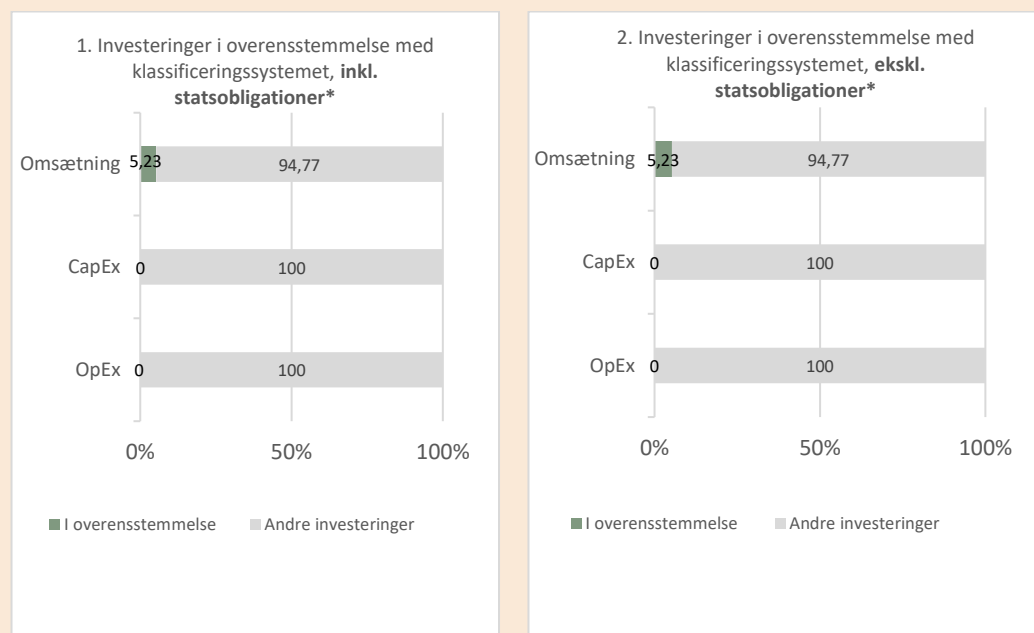 1. Investeringer i overensstemmelse med
klassificeringssystemet, inkl.
statsobligationer*
Omsætning 5,23 94,77
CapEx 0 100
OpEx 0 100
0% 50% 100%
I overensstemmelse Andre investeringer
2. Investeringer i overensstemmelse med
klassificeringssystemet, ekskl.
statsobligationer*
Omsætning 5,23 94,77
CapEx 0 100
OpEx 0 100
0% 50% 100%
I overensstemmelse Andre investeringer